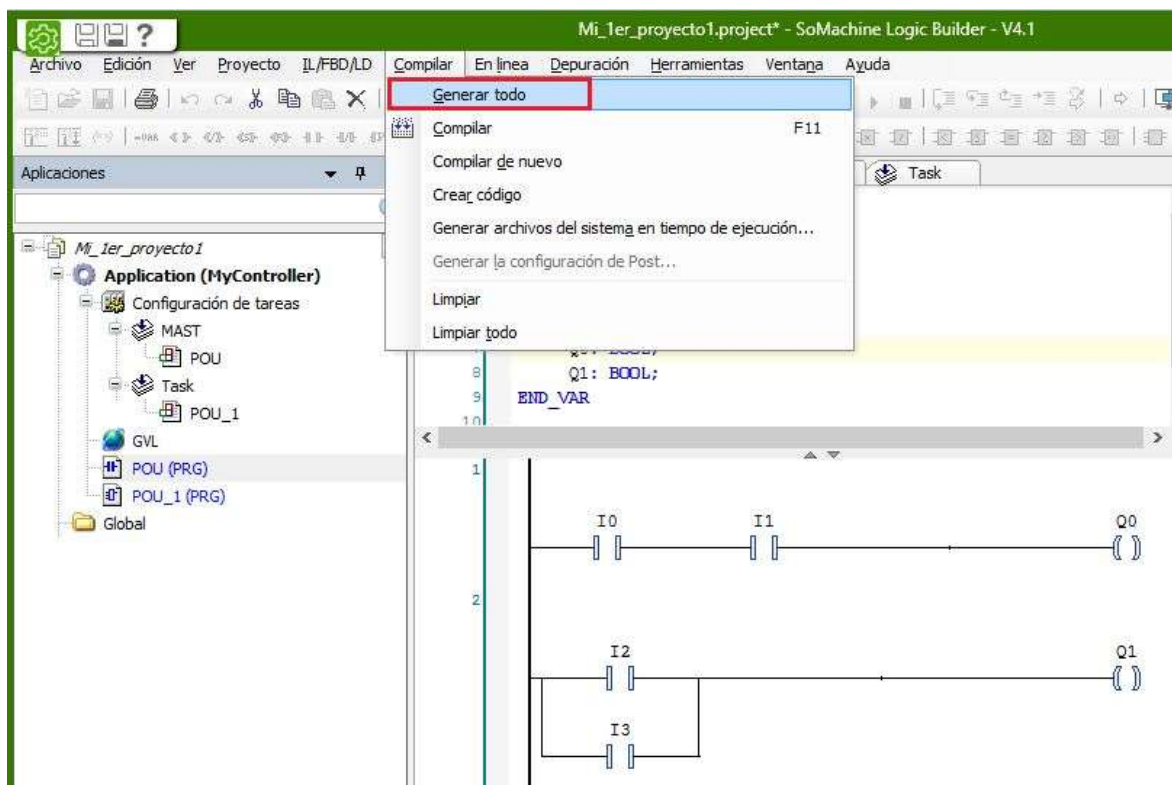 ?
Mi_1er_proyecto1.project* - SoMachine Logic Builder - V4.1
Archivo Edición Ver Proyecto IL/FBD/LD Compilar En línea Depuración Herramientas Ventana Ayuda
Generar todo
Compilar F11
Compilar de nuevo
Crear código
Generar archivos del sistema en tiempo de ejecución...
Generar la configuración de Post...
Limpiar
Limpiar todo
Aplicaciones
Task
Mi_1er_proyecto1
Application (MyController)
Configuración de tareas
MAST
POU
Task
POU_1
GVL
POU (PRG)
POU_1 (PRG)
Global
8 Q1: BOOL;
9 END_VAR
10
1
I0 I1 Q0
2
I2 Q1
I3